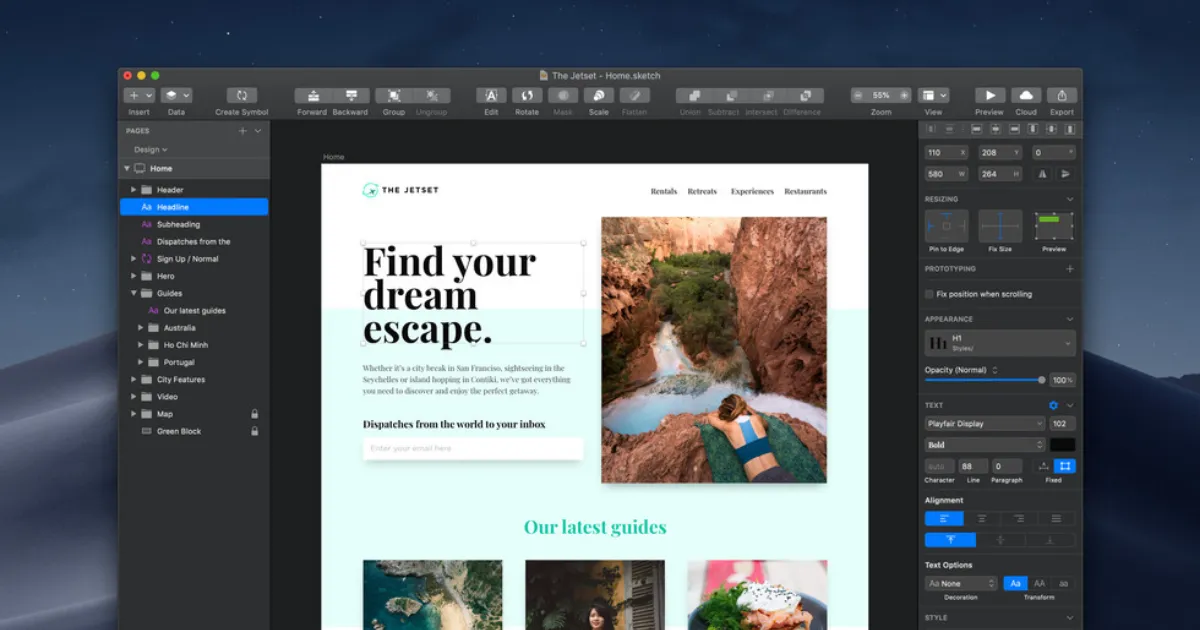 The Jetset - Home.sketch
Insert
Data
Create Symbol
Forward
Backward
Group
Ungroup
Edit
Rotate
Mask
Scale
Flatten
Union
Subtract
Intersect
Difference
55%
Zoom
View
Preview
Cloud
Export
PAGES
Design
Home
Header
Aa Headline
Aa Subheading
Aa Dispatches from the
Sign Up / Normal
Hero
Guides
Aa Our latest guides
Australia
Ho Chi Minh
Portugal
City Features
Video
Map
Green Block
Home
THE JETSET
Rentals
Retreats
Experiences
Restaurants
Find your
dream
escape.
Whether it's a city break in San Franciso, sightseeing in the
Seychelles or island hopping in Contiki, we've got everything
you need to discover and enjoy the perfect getaway.
Dispatches from the world to your inbox
Enter your email here
Our latest guides
110 X
208 Y
0 °
580 W
264 H
RESIZING
Pin to Edge
Fix Size
Preview
PROTOTYPING
Fix position when scrolling
APPEARANCE
H1
H1
Styles/
Opacity (Normal)
100%
TEXT
Playfair Display
102
Bold
Auto
88
0
Character
Line
Paragraph
Fixed
Alignment
Text Options
Aa None
Aa
AA
aa
Decoration
Transform
STYLE